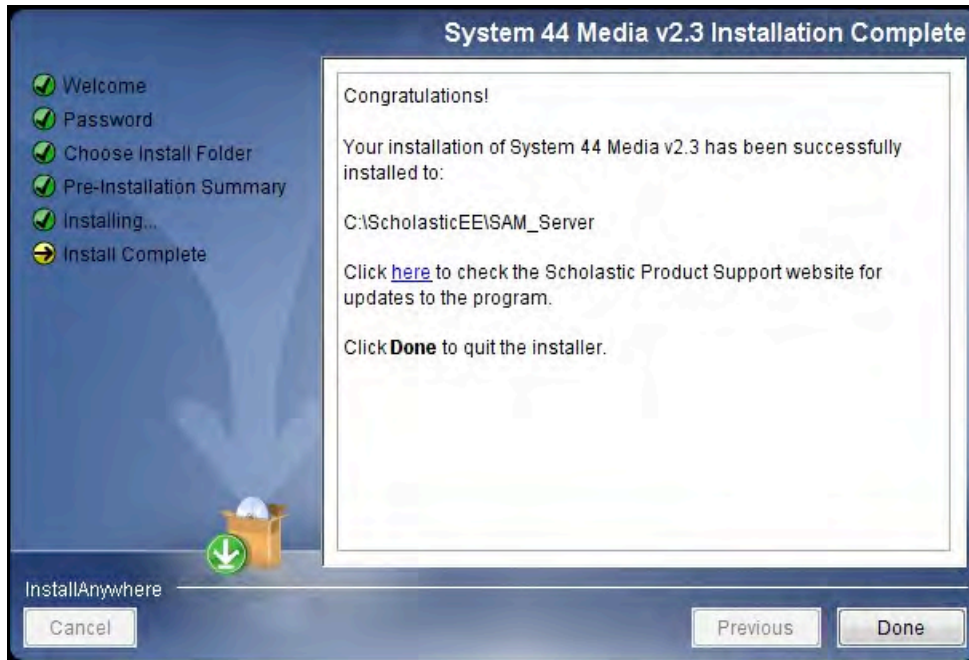 System 44 Media v2.3 Installation Complete
Welcome
Password
Choose Install Folder
Pre-Installation Summary
Installing...
Install Complete
Congratulations!
Your installation of System 44 Media v2.3 has been successfully
installed to:
C:\ScholasticEE\SAM_Server
Click here to check the Scholastic Product Support website for
updates to the program.
Click Done to quit the installer.
InstallAnywhere
Cancel
Previous
Done